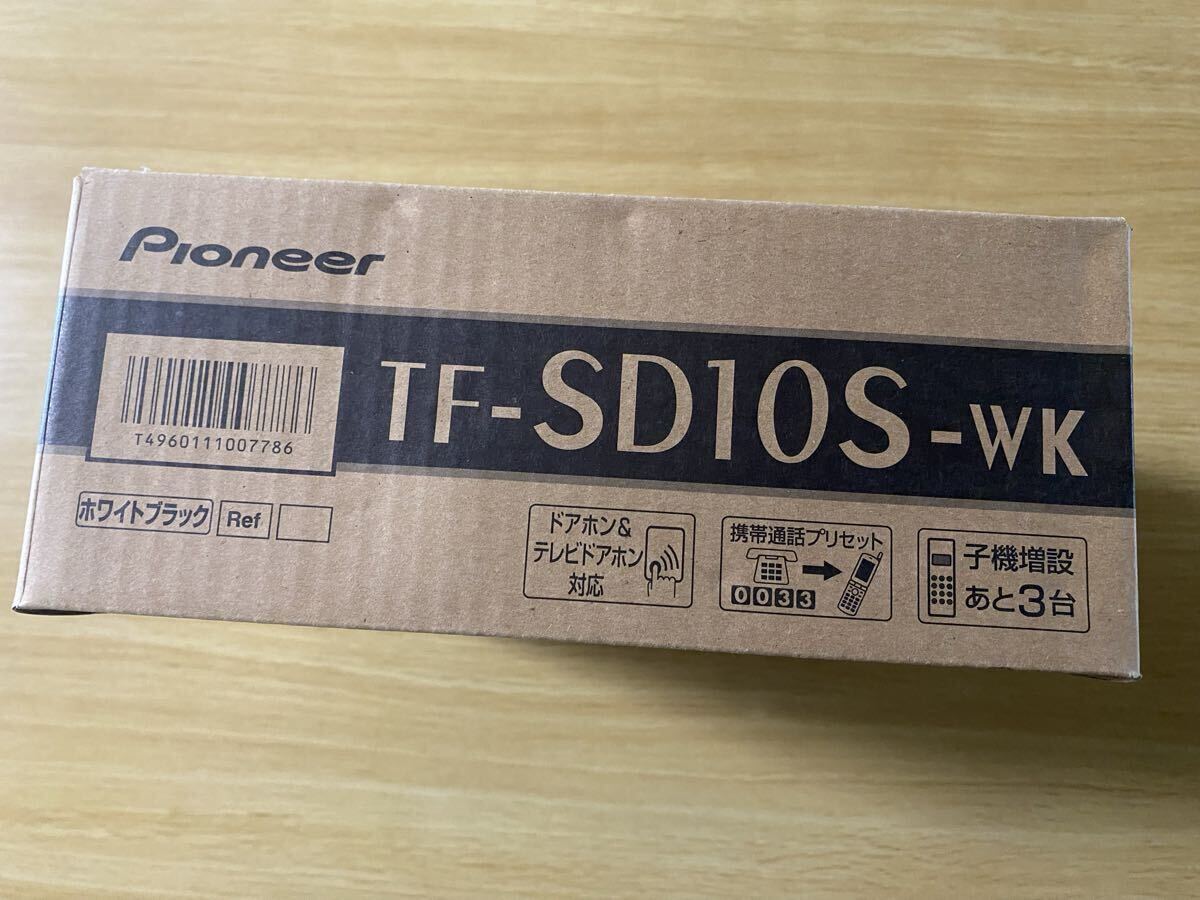 Pioneer
TF-SD10S-WK
T4960111007786
ホワイトブラック
Ref
ドアホン&
テレビドアホン
対応
携帯通話プリセット
0033
子機増設
あと3台